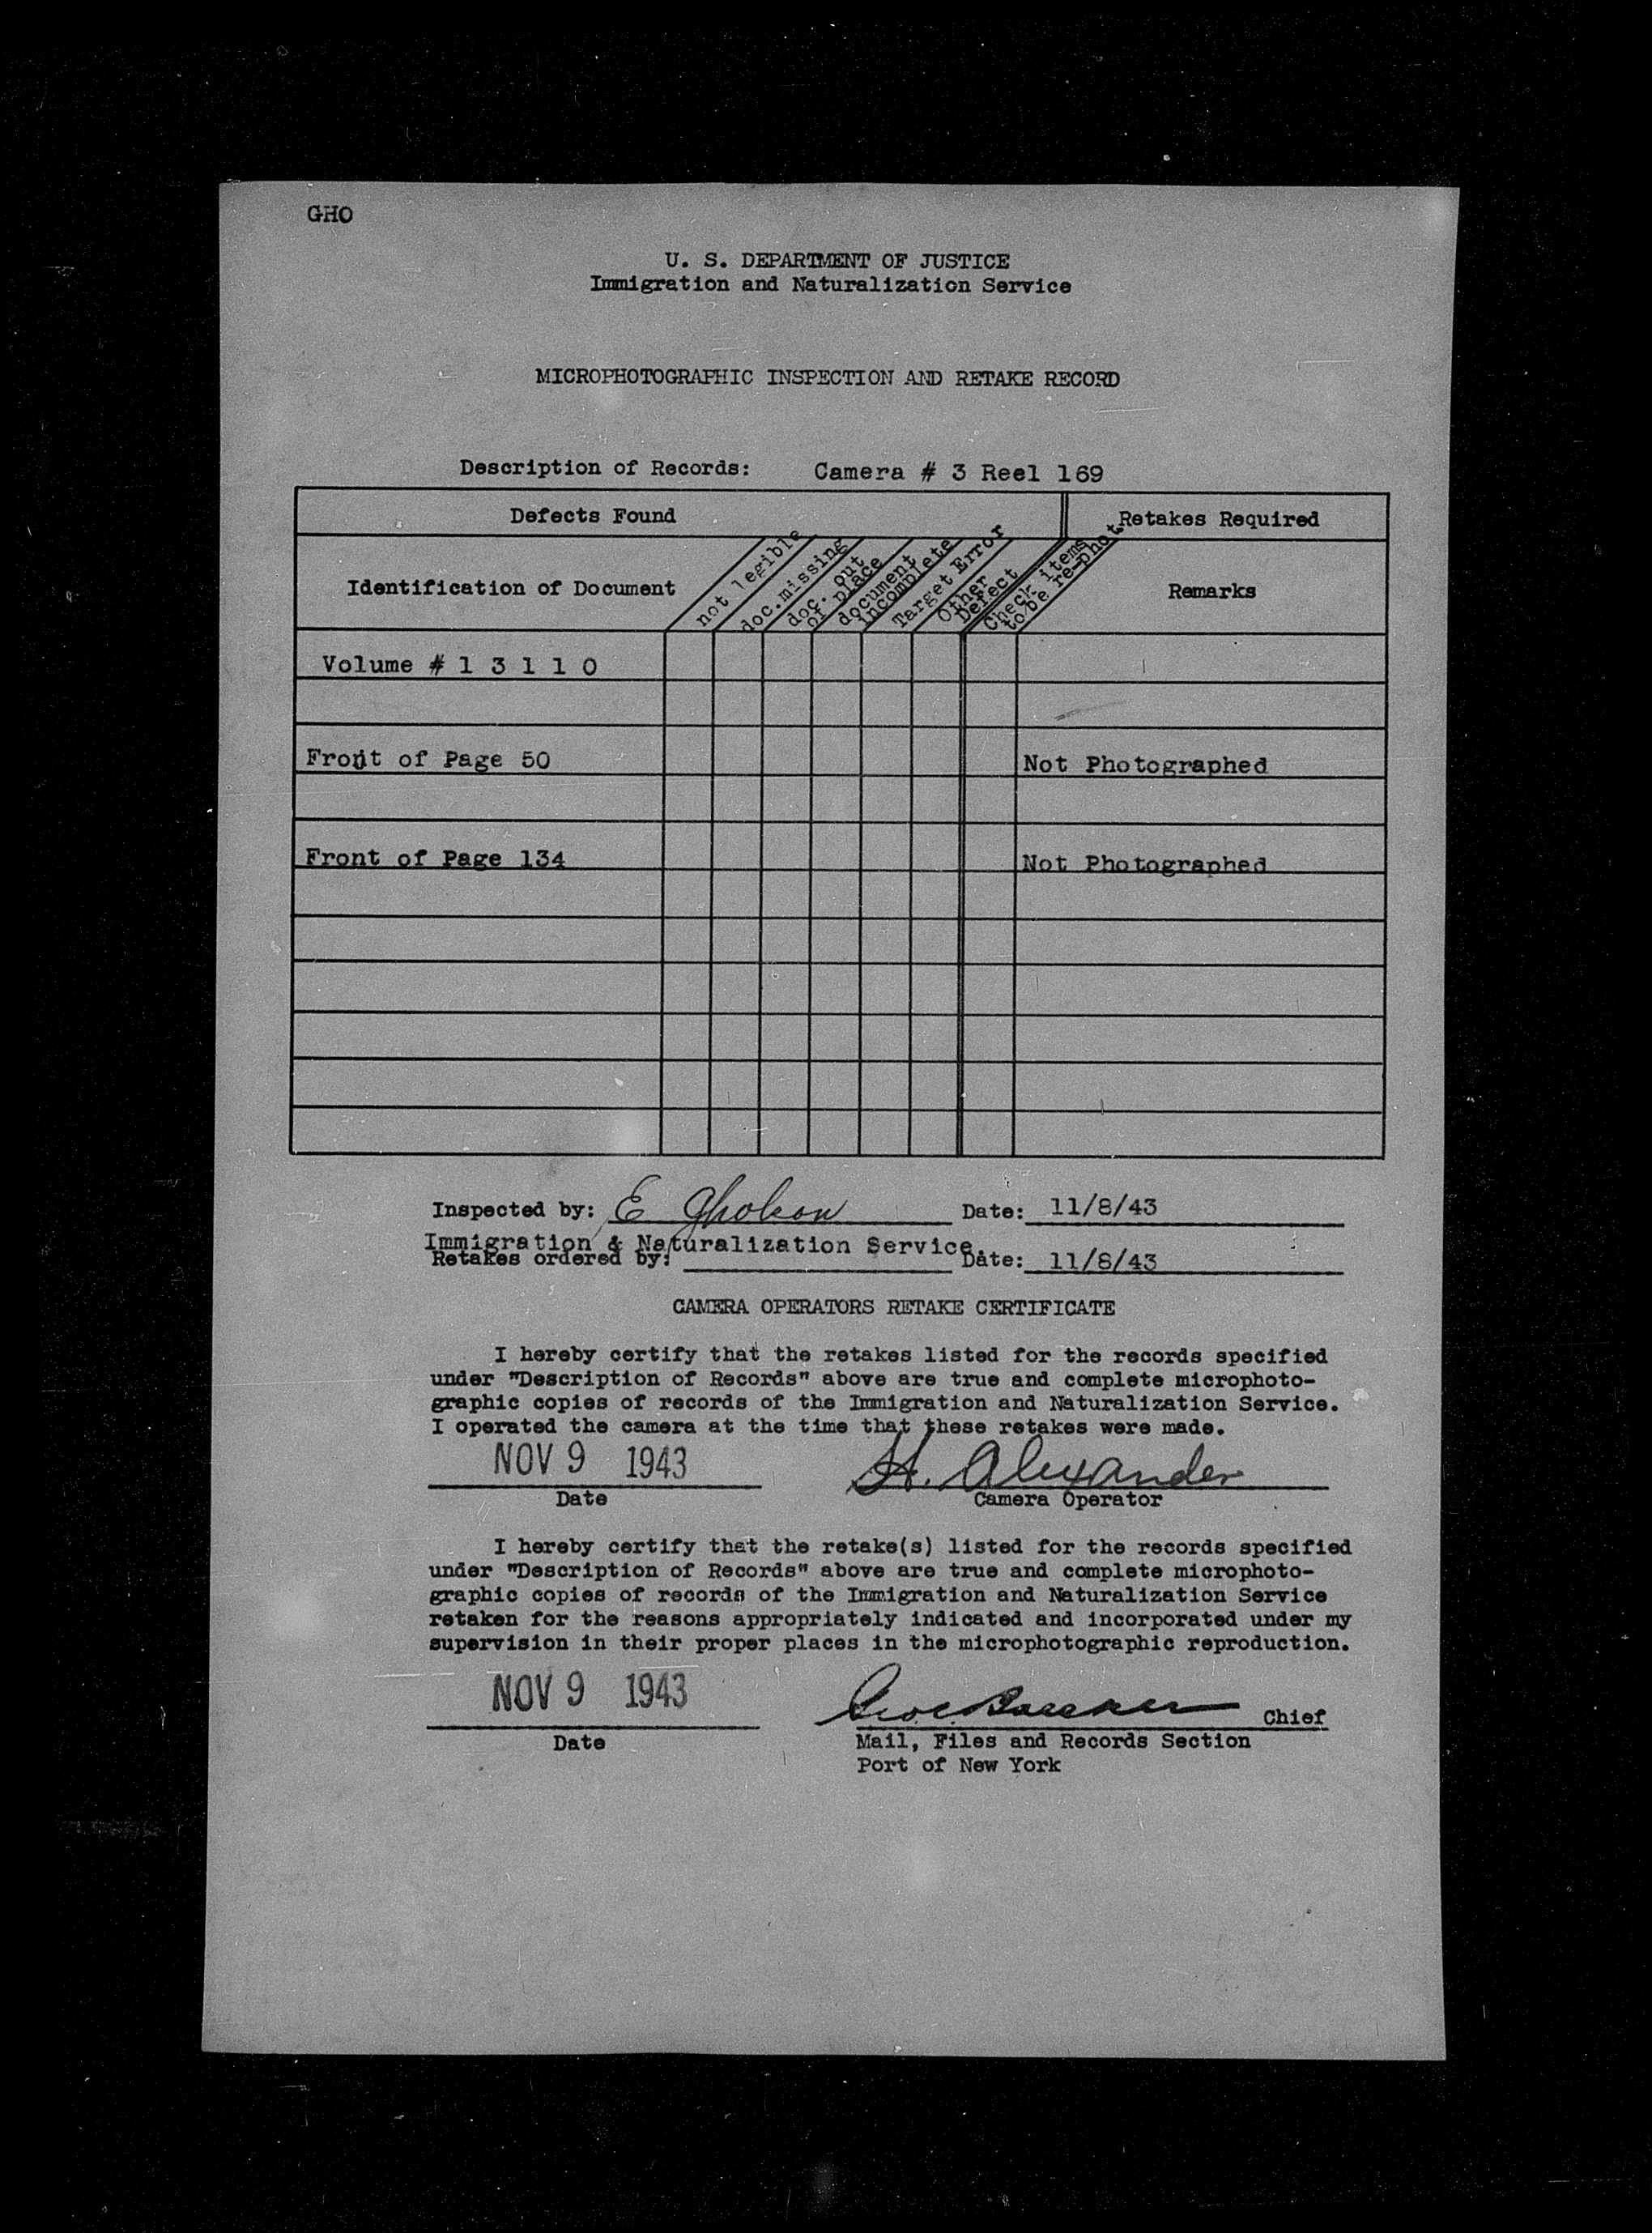 GHO
U. S. DEPARTMENT OF JUSTICE
Immigration and Naturalization Service
MICROPHOTOGRAPHIC INSPECTION AND RETAKE RECORD
Description of Records: Camera # 3 Reel 169
Defects Found Retakes Required
Identification of Document
not legible
doc.missing
doc. out
of place
document
incomplete
Target Error
Other
Defect
Check items
to be re-phot.
Remarks
Volume # 1 3 1 1 0
Front of Page 50 Not Photographed
Front of Page 134 Not Photographed
Inspected by: E Gholson Date: 11/8/43
Immigration & Naturalization Service.
Retakes ordered by: Date: 11/8/43
CAMERA OPERATORS RETAKE CERTIFICATE
I hereby certify that the retakes listed for the records specified
under "Description of Records" above are true and complete microphoto-
graphic copies of records of the Immigration and Naturalization Service.
I operated the camera at the time that these retakes were made.
NOV 9 1943 H. Alexander
Date Camera Operator
I hereby certify that the retake(s) listed for the records specified
under "Description of Records" above are true and complete microphoto-
graphic copies of records of the Immigration and Naturalization Service
retaken for the reasons appropriately indicated and incorporated under my
supervision in their proper places in the microphotographic reproduction.
NOV 9 1943 Chief
Date Mail, Files and Records Section
Port of New York